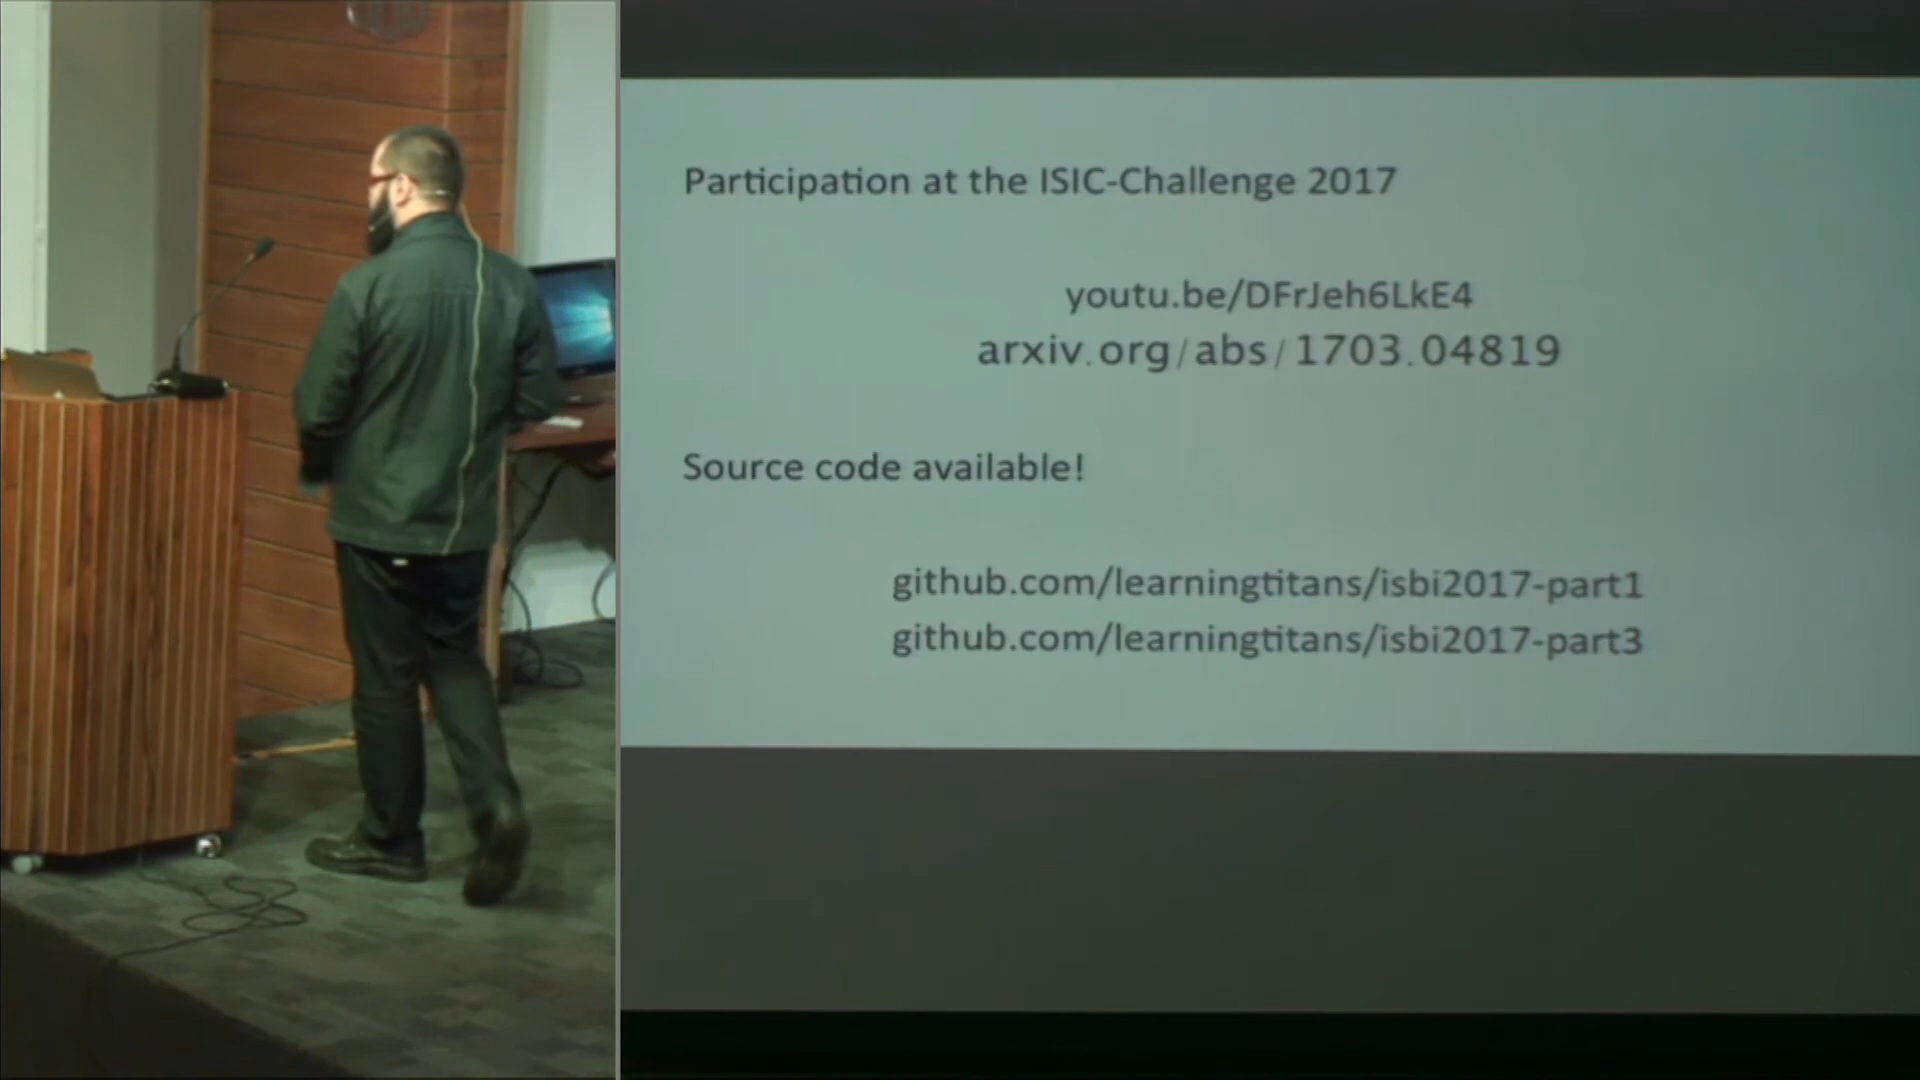 Participation at the ISIC-Challenge 2017
youtu.be/DFrJeh6LkE4
arxiv.org/abs/1703.04819
Source code available!
github.com/learningtitans/isbi2017-part1
github.com/learningtitans/isbi2017-part3